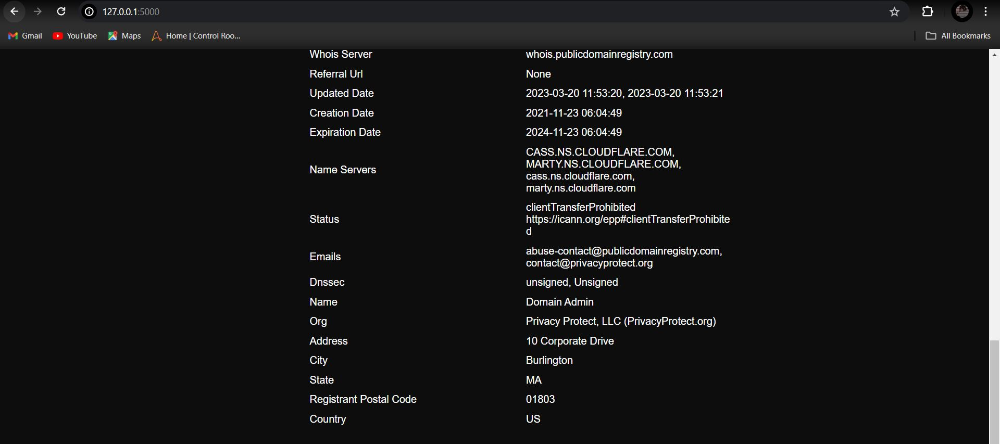 127.0.0.1:5000
Gmail YouTube Maps Home | Control Roo... All Bookmarks
Whois Server whois.publicdomainregistry.com
Referral Url None
Updated Date 2023-03-20 11:53:20, 2023-03-20 11:53:21
Creation Date 2021-11-23 06:04:49
Expiration Date 2024-11-23 06:04:49
Name Servers CASS.NS.CLOUDFLARE.COM,
MARTY.NS.CLOUDFLARE.COM,
cass.ns.cloudflare.com,
marty.ns.cloudflare.com
Status clientTransferProhibited
https://icann.org/epp#clientTransferProhibite
d
Emails abuse-contact@publicdomainregistry.com,
contact@privacyprotect.org
Dnssec unsigned, Unsigned
Name Domain Admin
Org Privacy Protect, LLC (PrivacyProtect.org)
Address 10 Corporate Drive
City Burlington
State MA
Registrant Postal Code 01803
Country US